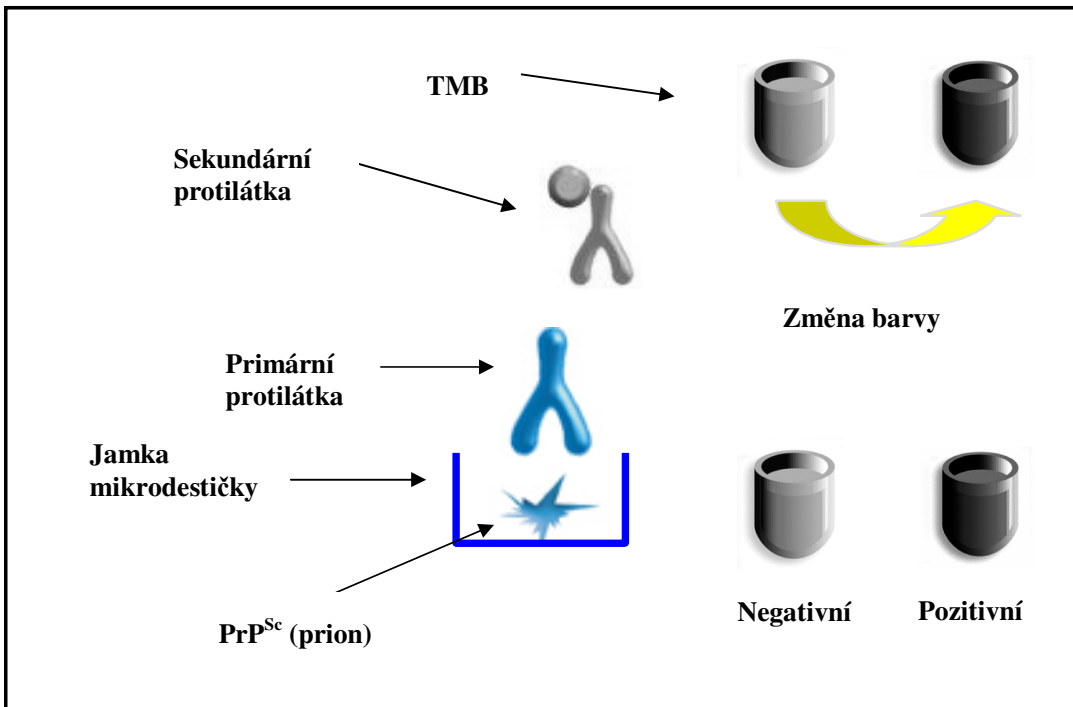 TMB
Sekundární
protilátka
Změna barvy
Primární
protilátka
Jamka
mikrodestičky
PrP^Sc (prion)
Negativní
Pozitivní